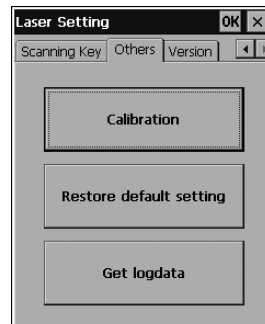 Laser Setting OK ×
Scanning Key Others Version
Calibration
Restore default setting
Get logdata